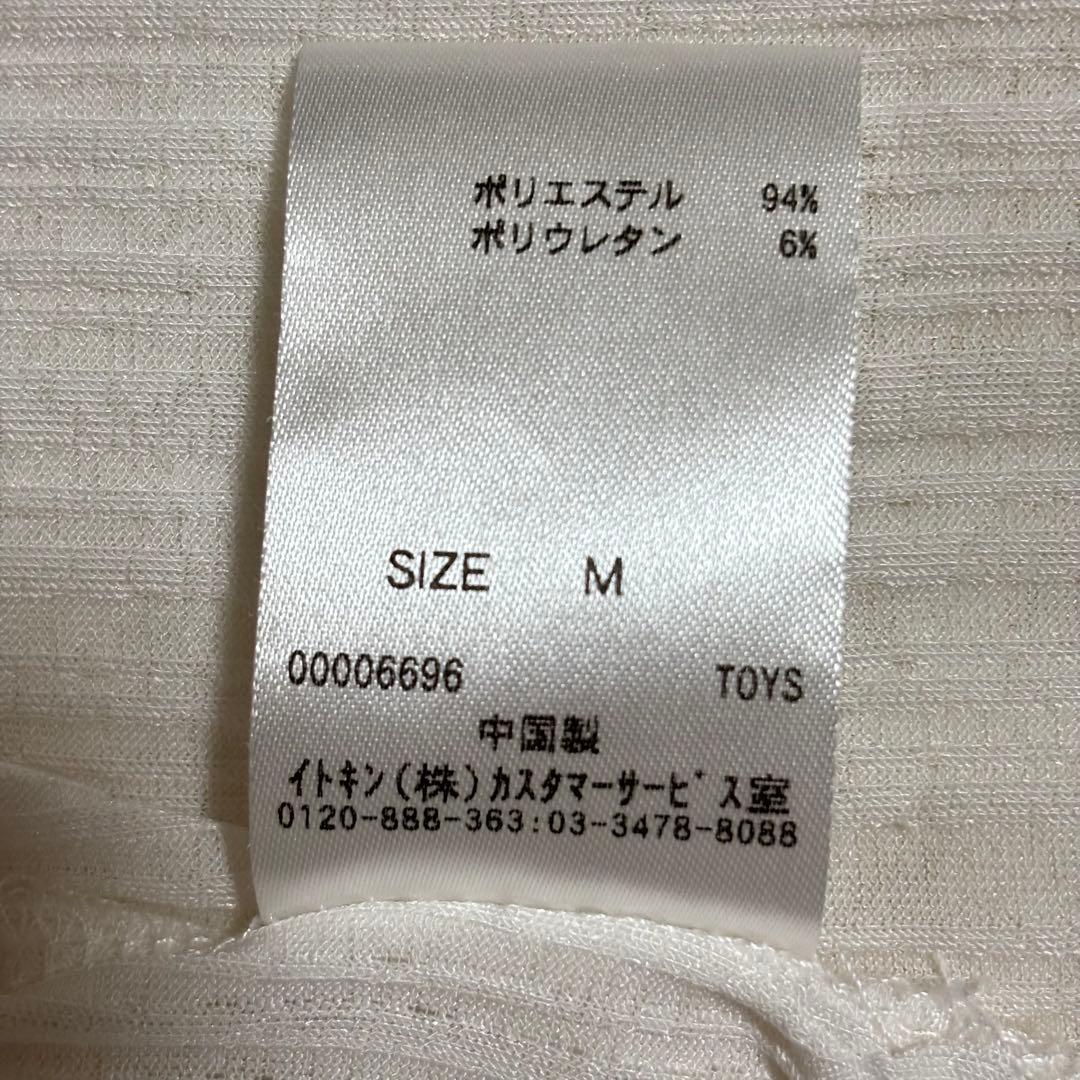 ポリエステル 94%
ポリウレタン 6%
SIZE M
00006696 TOYS
中国製
イトキン(株)カスタマーサービス室
0120-888-363:03-3478-8088